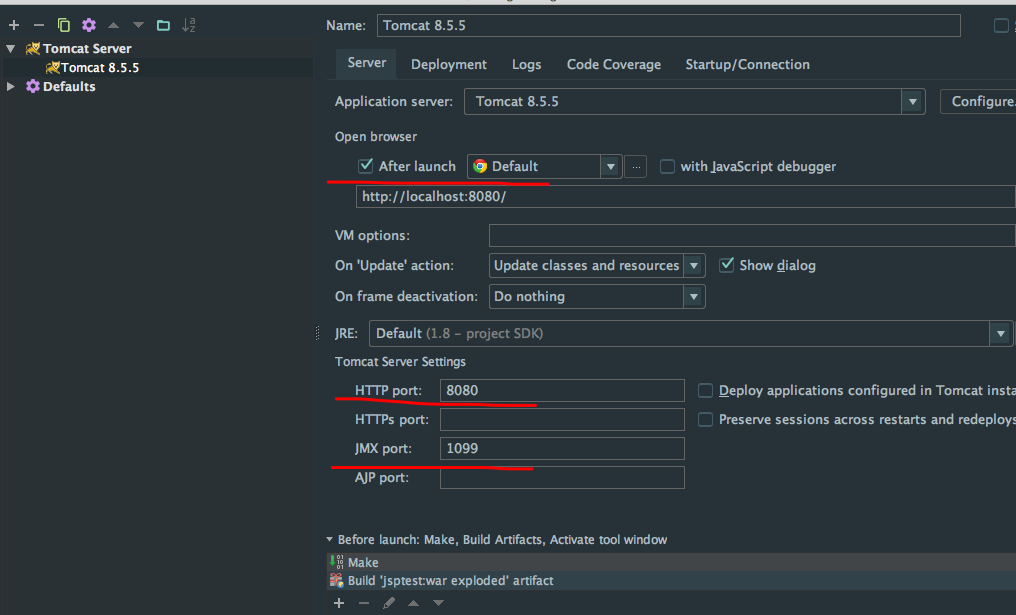 Name: Tomcat 8.5.5
Tomcat Server
Tomcat 8.5.5
Defaults
Server Deployment Logs Code Coverage Startup/Connection
Application server: Tomcat 8.5.5 Configure.
Open browser
After launch Default ... with JavaScript debugger
http://localhost:8080/
VM options:
On 'Update' action: Update classes and resources Show dialog
On frame deactivation: Do nothing
JRE: Default (1.8 – project SDK)
Tomcat Server Settings
HTTP port: 8080 Deploy applications configured in Tomcat insta
HTTPs port: Preserve sessions across restarts and redeploys
JMX port: 1099
AJP port:
Before launch: Make, Build Artifacts, Activate tool window
Make
Build 'jsptest:war exploded' artifact